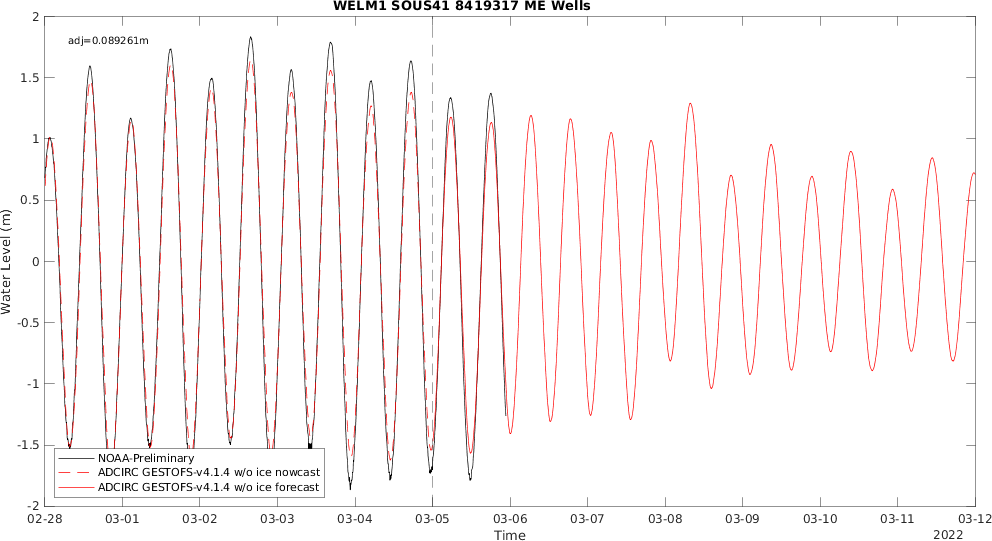 WELM1 SOUS41 8419317 ME Wells
adj=0.089261m
2
1.5
1
0.5
0
-0.5
-1
-1.5
-2
Water Level (m)
NOAA-Preliminary
ADCIRC GESTOFS-v4.1.4 w/o ice nowcast
ADCIRC GESTOFS-v4.1.4 w/o ice forecast
02-28 03-01 03-02 03-03 03-04 03-05 03-06 03-07 03-08 03-09 03-10 03-11 03-12
Time
2022